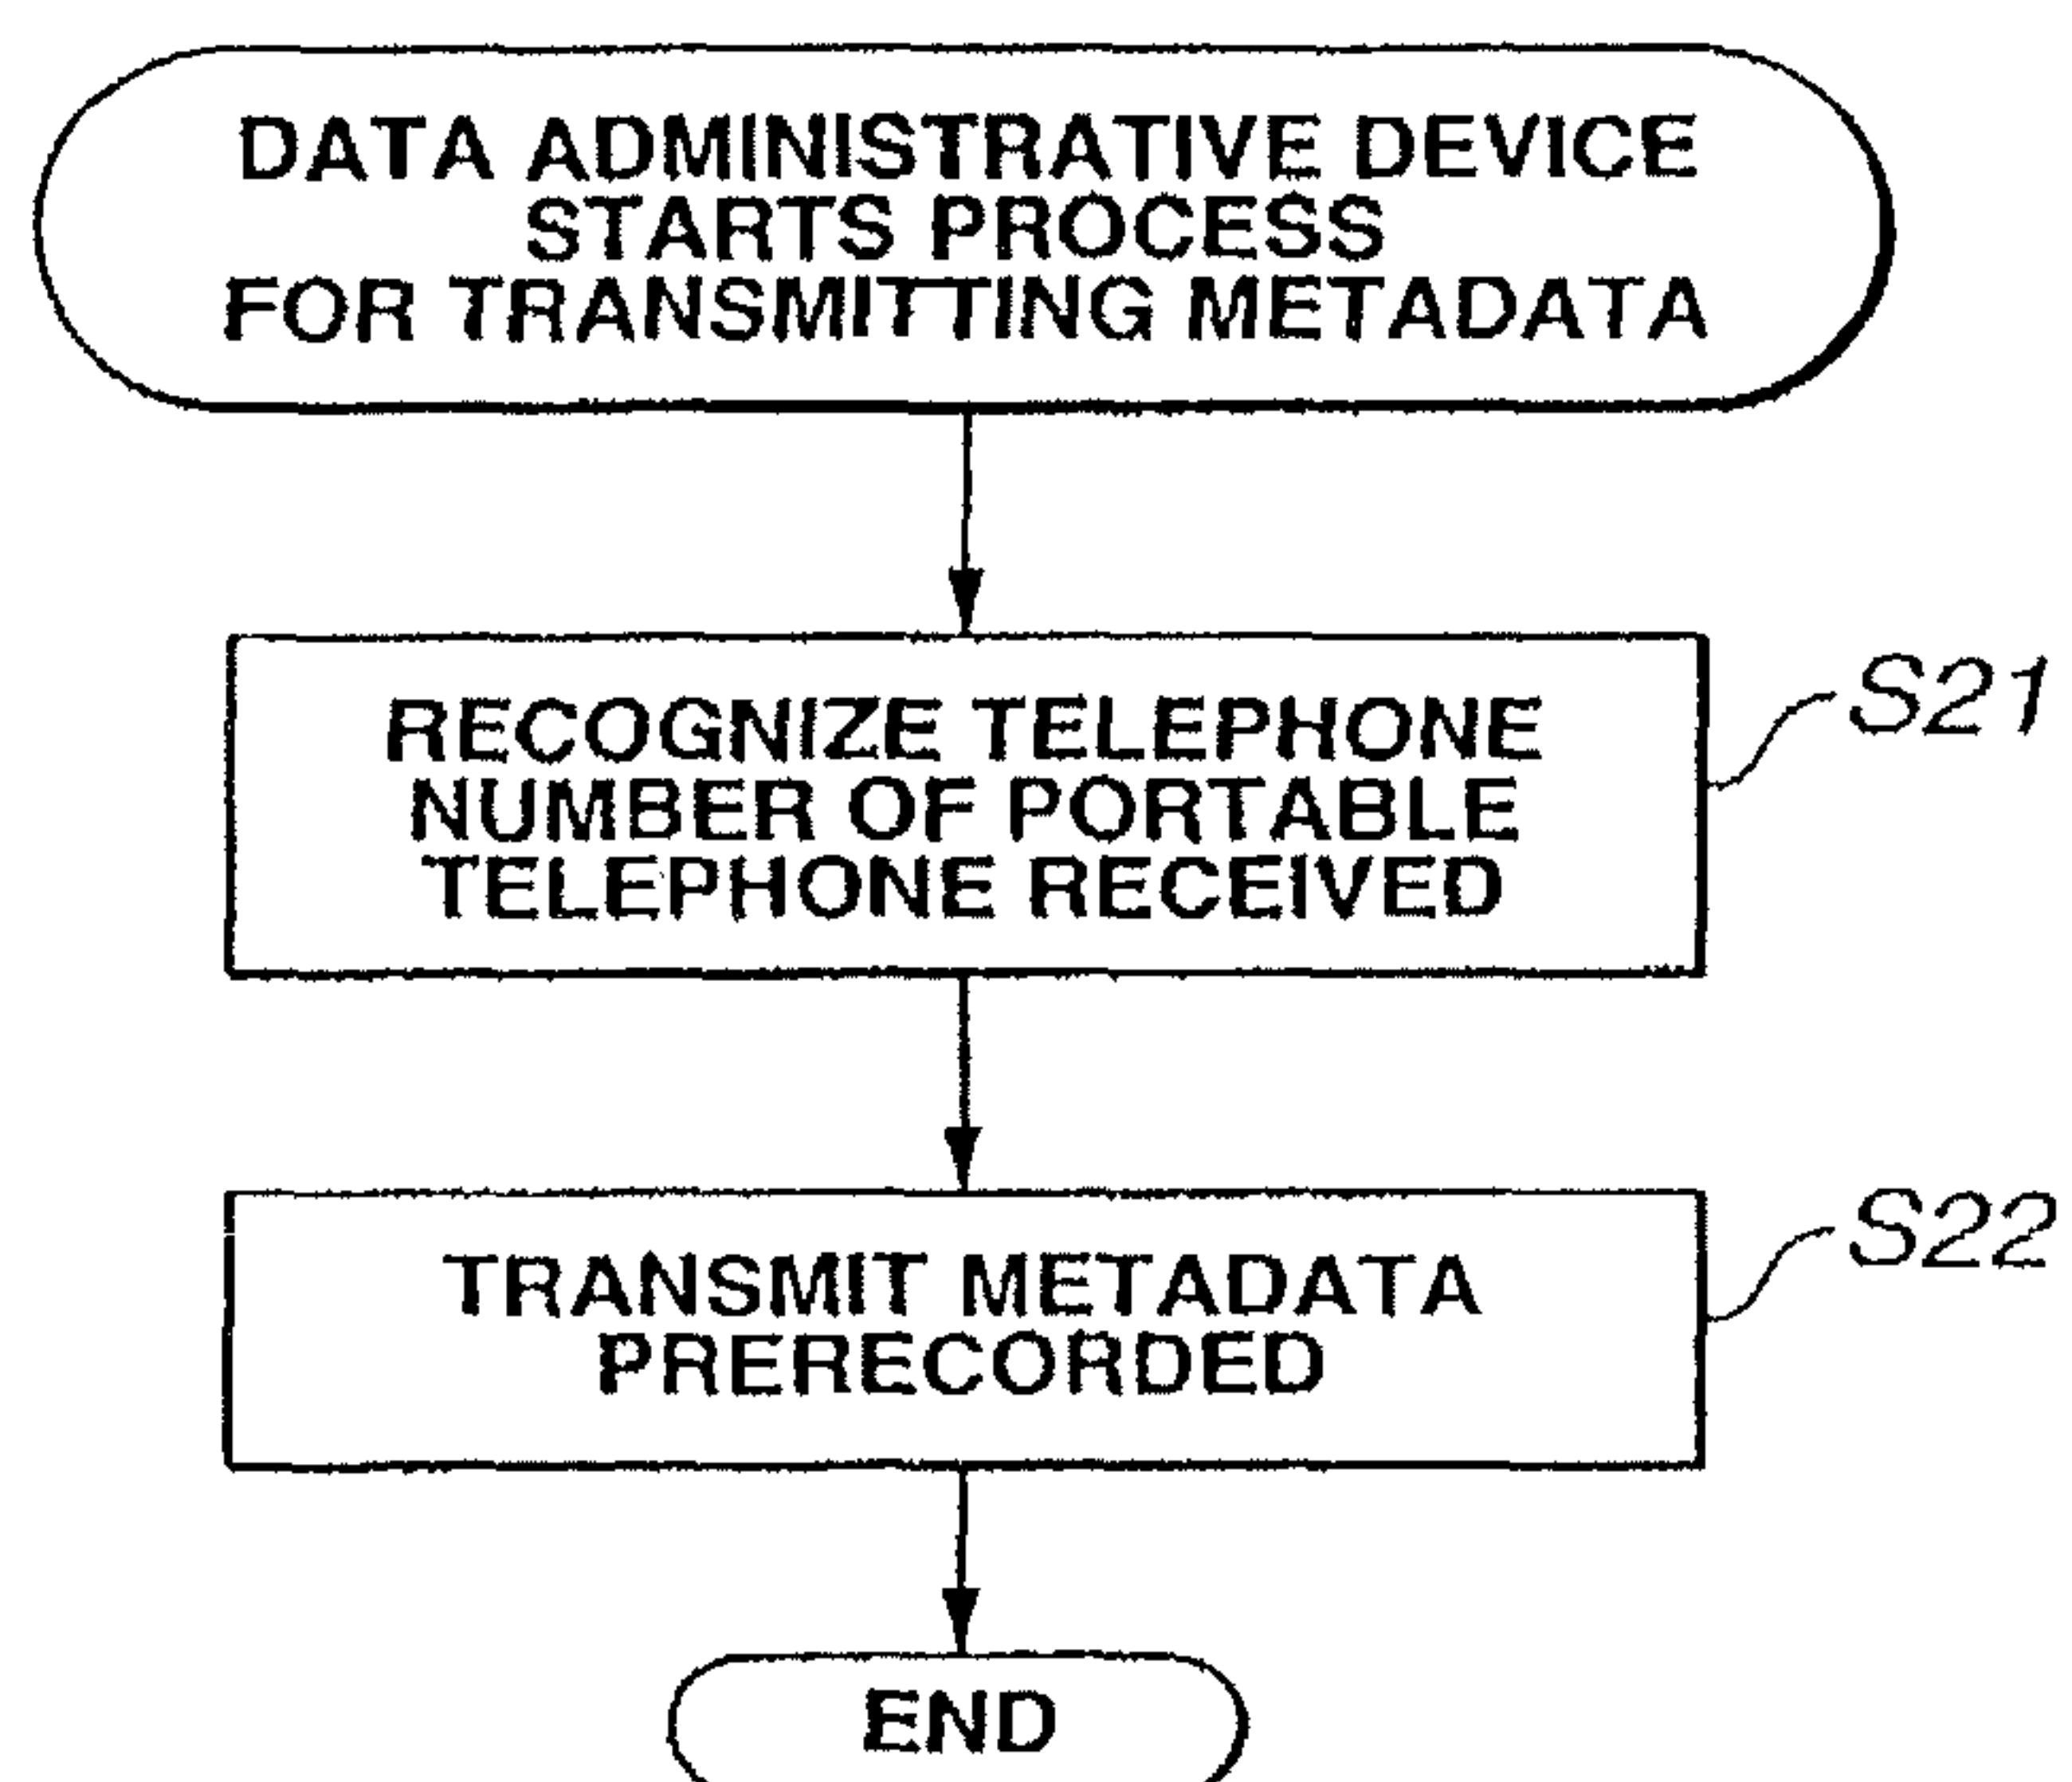 DATA ADMINISTRATIVE DEVICE
STARTS PROCESS
FOR TRANSMITTING METADATA
RECOGNIZE TELEPHONE
NUMBER OF PORTABLE
TELEPHONE RECEIVED
S21
TRANSMIT METADATA
PRERECORDED
S22
END